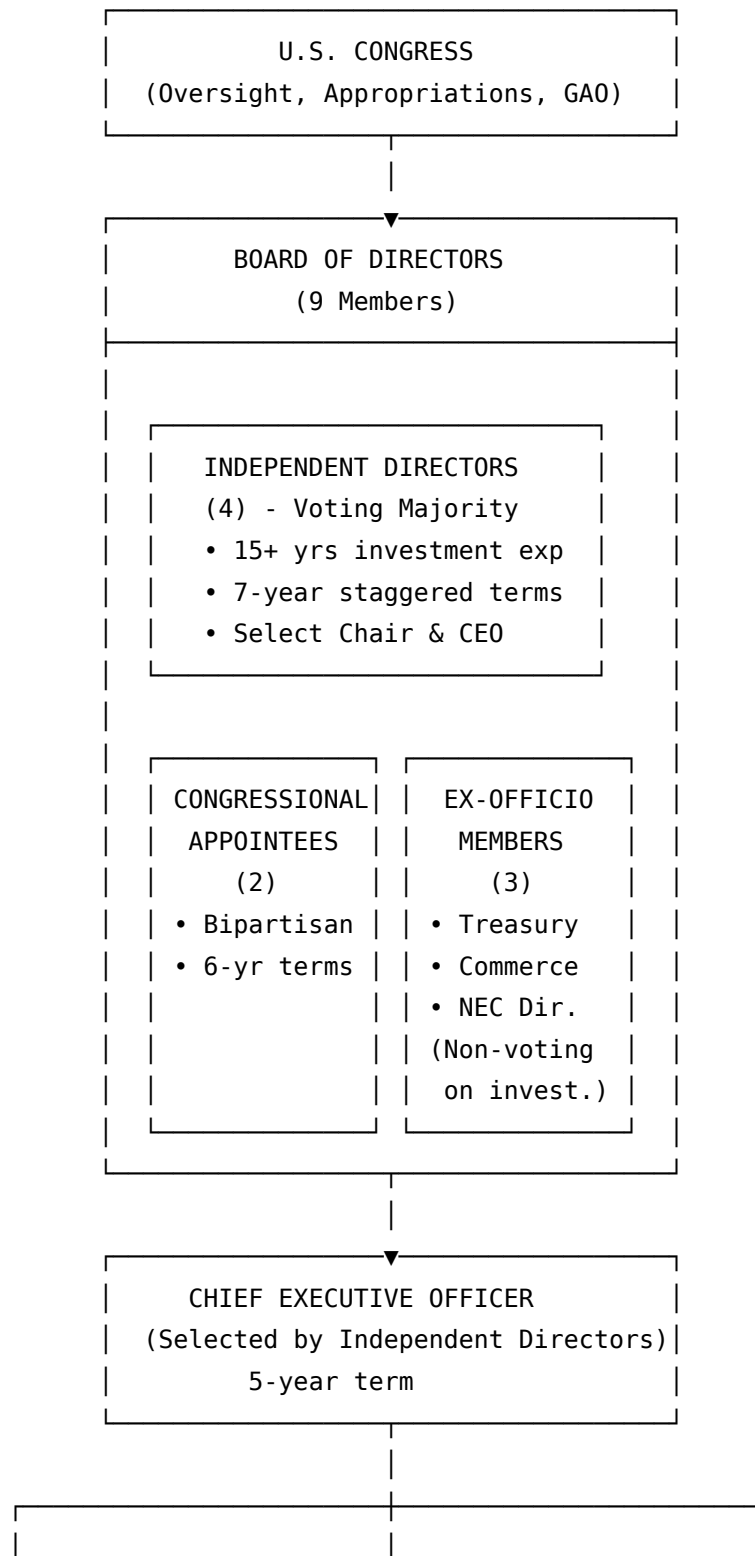 U.S. CONGRESS
(Oversight, Appropriations, GAO)
BOARD OF DIRECTORS
(9 Members)
INDEPENDENT DIRECTORS
(4) - Voting Majority
• 15+ yrs investment exp
• 7-year staggered terms
• Select Chair & CEO
CONGRESSIONAL
APPOINTEES
(2)
• Bipartisan
• 6-yr terms
EX-OFFICIO
MEMBERS
(3)
• Treasury
• Commerce
• NEC Dir.
(Non-voting
on invest.)
CHIEF EXECUTIVE OFFICER
(Selected by Independent Directors)
5-year term